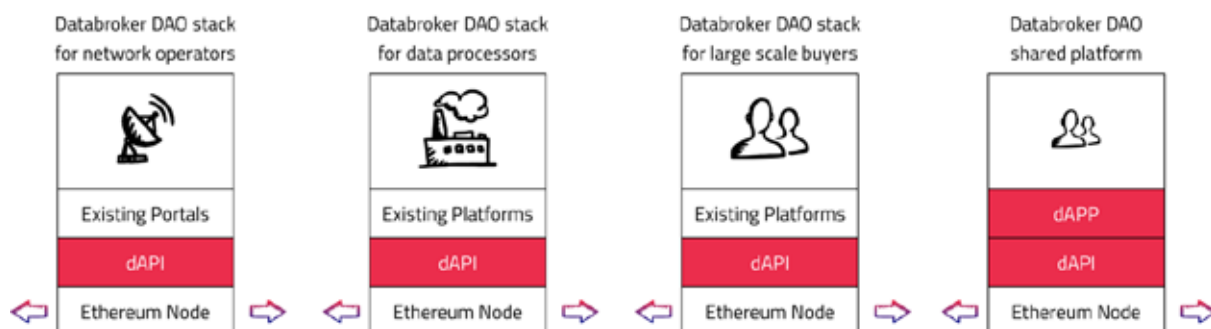 Databroker DAO stack
for network operators
Existing Portals
dAPI
Ethereum Node
Databroker DAO stack
for data processors
Existing Platforms
dAPI
Ethereum Node
Databroker DAO stack
for large scale buyers
Existing Platforms
dAPI
Ethereum Node
Databroker DAO
shared platform
dAPP
dAPI
Ethereum Node